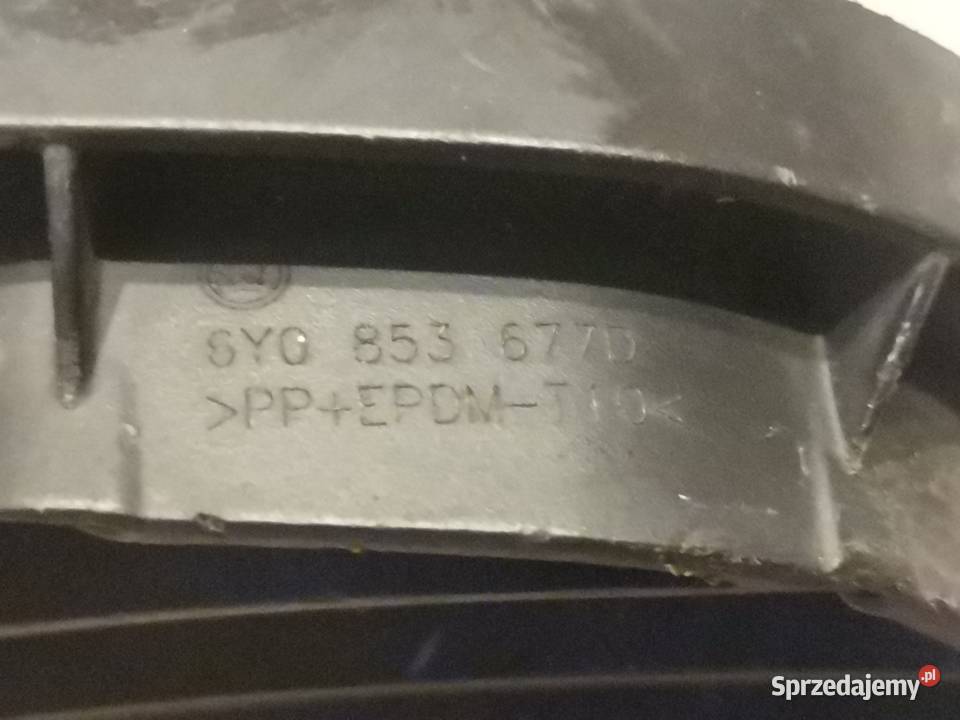 6Y0 853 677D
>PP+EPDM-T10<
Sprzedajemy.pl